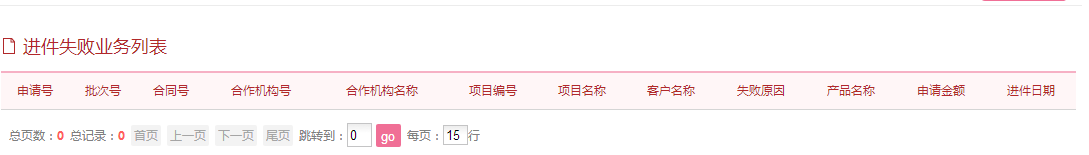 进件失败业务列表
申请号 批次号 合同号 合作机构号 合作机构名称 项目编号 项目名称 客户名称 失败原因 产品名称 申请金额 进件日期
总页数：0 总记录：0 首页 上一页 下一页 尾页 跳转到：0 go 每页：15行